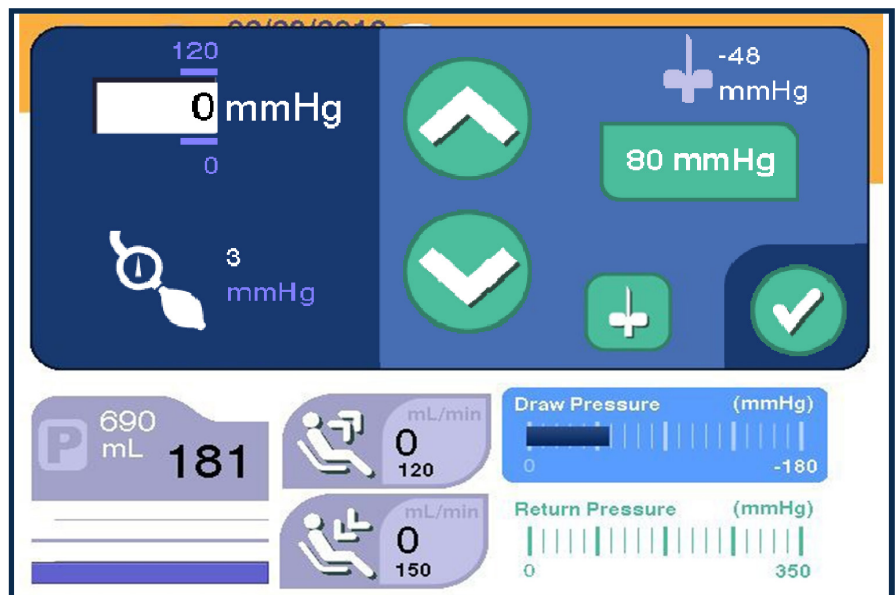 120
0 mmHg
0
3
mmHg
-48
mmHg
80 mmHg
P
690
mL
181
mL/min
0
120
mL/min
0
150
Draw Pressure (mmHg)
0 -180
Return Pressure (mmHg)
0 350